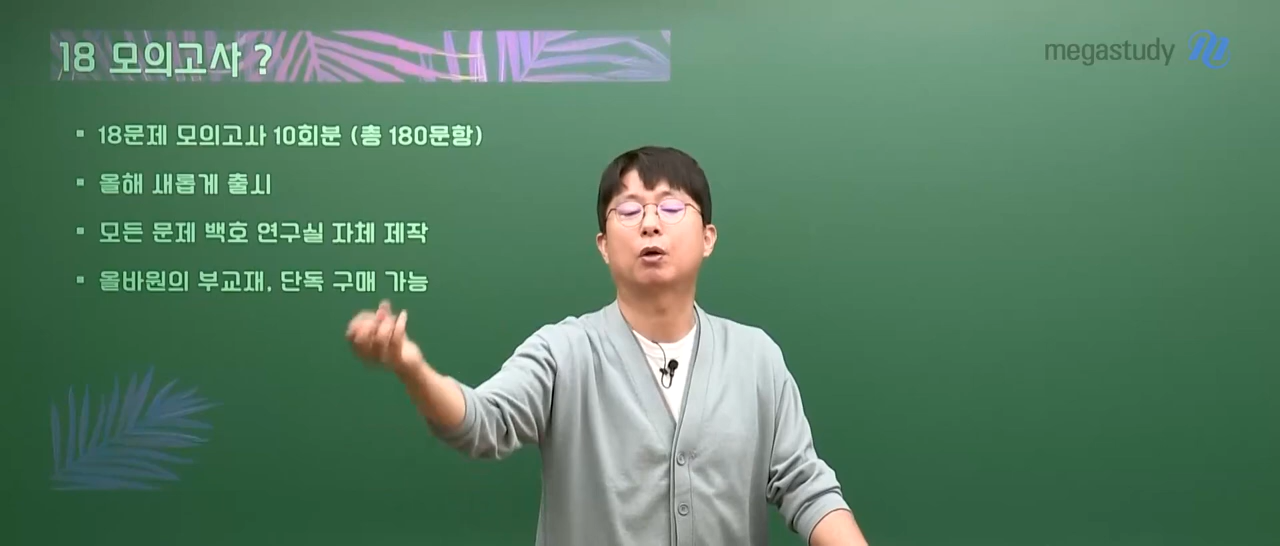 18 모의고사 ?
megastudy
18문제 모의고사 10회분 (총 180문항)
올해 새롭게 출시
모든 문제 백호 연구실 자체 제작
올바원의 부교재, 단독 구매 가능